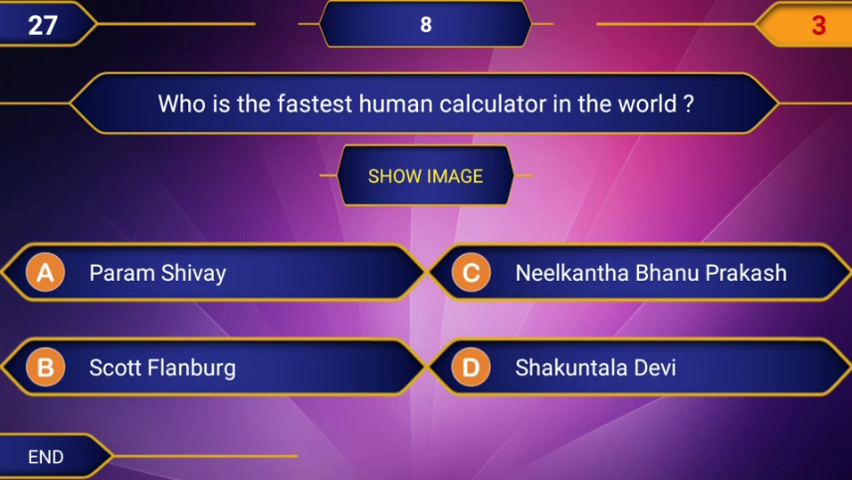 27
8
3
Who is the fastest human calculator in the world ?
SHOW IMAGE
A Param Shivay
C Neelkantha Bhanu Prakash
B Scott Flanburg
D Shakuntala Devi
END